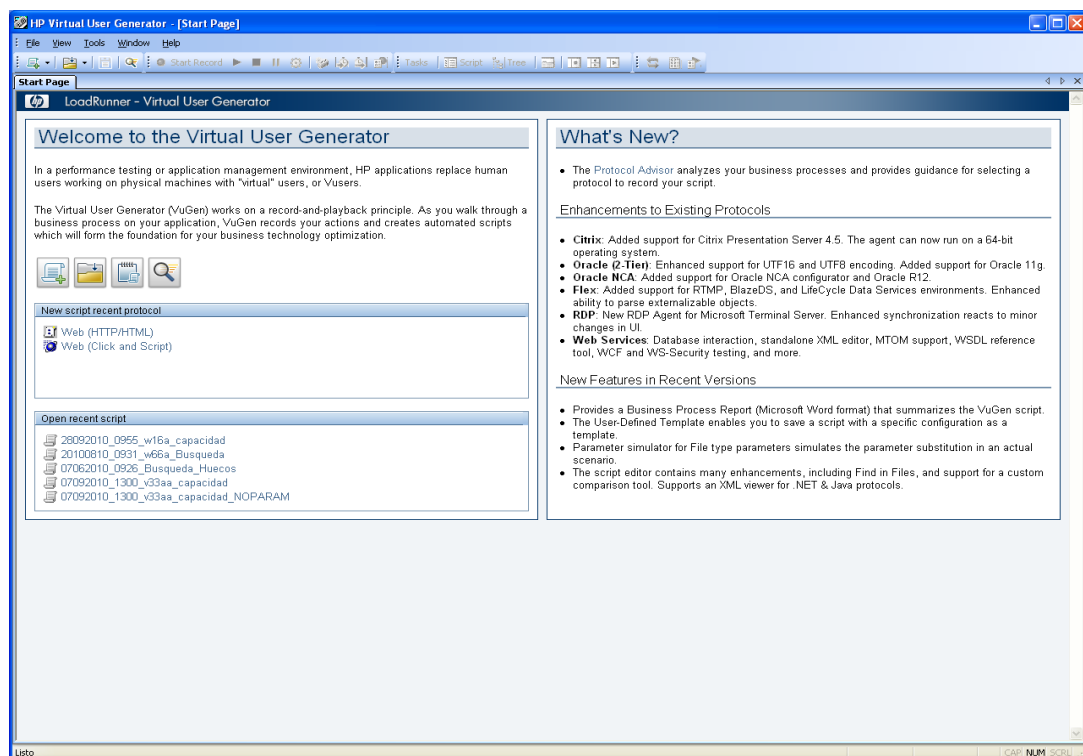 HP Virtual User Generator - [Start Page]
File View Tools Window Help
Start Record Tasks Script Tree
Start Page
hp LoadRunner - Virtual User Generator
Welcome to the Virtual User Generator
In a performance testing or application management environment, HP applications replace human
users working on physical machines with "virtual" users, or Vusers.
The Virtual User Generator (VuGen) works on a record-and-playback principle. As you walk through a
business process on your application, VuGen records your actions and creates automated scripts
which will form the foundation for your business technology optimization.
New script recent protocol
Web (HTTP/HTML)
Web (Click and Script)
Open recent script
28092010_0955_w16a_capacidad
20100810_0931_w66a_Busqueda
07062010_0926_Busqueda_Huecos
07092010_1300_v33aa_capacidad
07092010_1300_v33aa_capacidad_NOPARAM
What's New?
• The Protocol Advisor analyzes your business processes and provides guidance for selecting a
protocol to record your script.
Enhancements to Existing Protocols
• Citrix: Added support for Citrix Presentation Server 4.5. The agent can now run on a 64-bit
operating system.
• Oracle (2-Tier): Enhanced support for UTF16 and UTF8 encoding. Added support for Oracle 11g.
• Oracle NCA: Added support for Oracle NCA configurator and Oracle R12.
• Flex: Added support for RTMP, BlazeDS, and LifeCycle Data Services environments. Enhanced
ability to parse externalizable objects.
• RDP: New RDP Agent for Microsoft Terminal Server. Enhanced synchronization reacts to minor
changes in UI.
• Web Services: Database interaction, standalone XML editor, MTOM support, WSDL reference
tool, WCF and WS-Security testing, and more.
New Features in Recent Versions
• Provides a Business Process Report (Microsoft Word format) that summarizes the VuGen script.
• The User-Defined Template enables you to save a script with a specific configuration as a
template.
• Parameter simulator for File type parameters simulates the parameter substitution in an actual
scenario.
• The script editor contains many enhancements, including Find in Files, and support for a custom
comparison tool. Supports an XML viewer for .NET & Java protocols.
Listo
CAP NUM SCRL